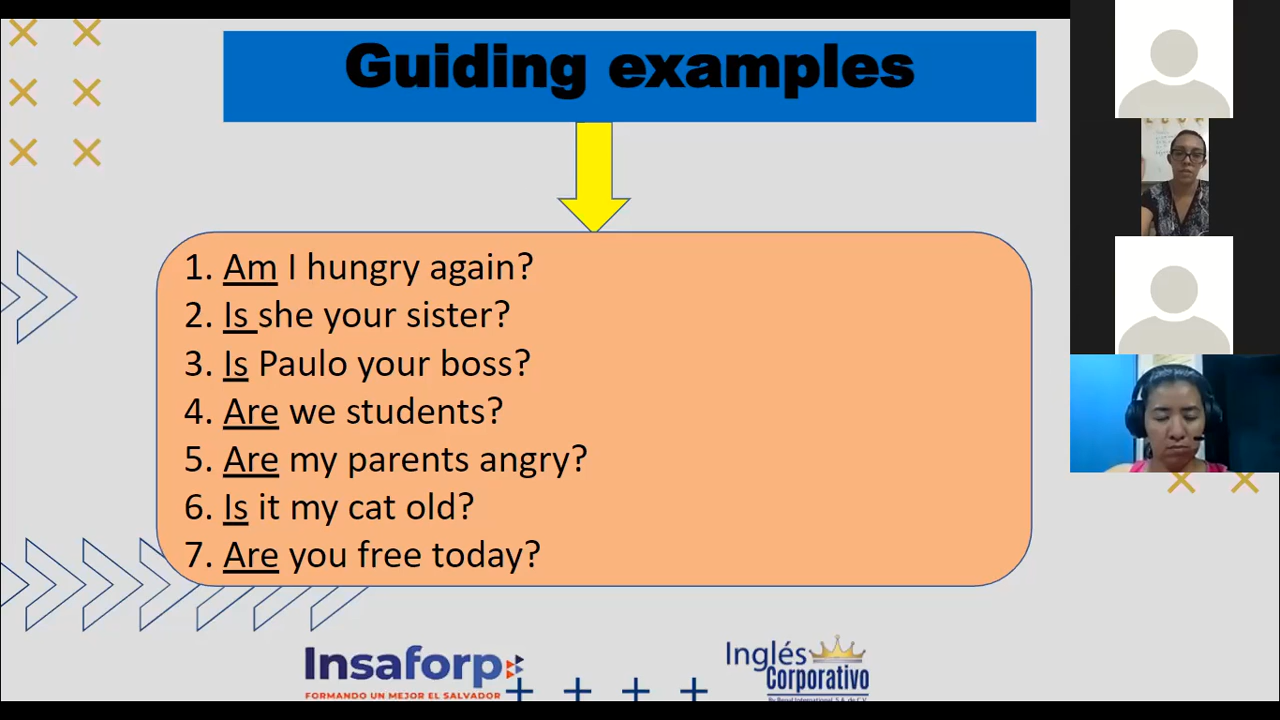 Guiding examples
1. Am I hungry again?
2. Is she your sister?
3. Is Paulo your boss?
4. Are we students?
5. Are my parents angry?
6. Is it my cat old?
7. Are you free today?
Insaforp
FORMANDO UN MEJOR EL SALVADOR
Inglés
Corporativo